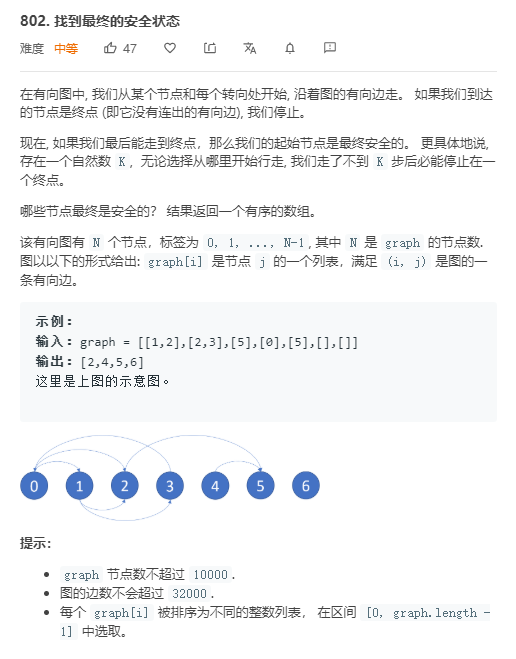 802. 找到最终的安全状态
难度 中等 47
在有向图中, 我们从某个节点和每个转向处开始, 沿着图的有向边走。 如果我们到达
的节点是终点 (即它没有连出的有向边), 我们停止。
现在, 如果我们最后能走到终点，那么我们的起始节点是最终安全的。 更具体地说,
存在一个自然数 K, 无论选择从哪里开始行走, 我们走了不到 K 步后必能停止在一
个终点。
哪些节点最终是安全的？ 结果返回一个有序的数组。
该有向图有 N 个节点，标签为 0, 1, ..., N-1, 其中 N 是 graph 的节点数.
图以以下的形式给出: graph[i] 是节点 j 的一个列表，满足 (i, j) 是图的一
条有向边。
示例：
输入：graph = [[1,2],[2,3],[5],[0],[5],[],[]]
输出：[2,4,5,6]
这里是上图的示意图。
0 1 2 3 4 5 6
提示：
• graph 节点数不超过 10000.
• 图的边数不会超过 32000.
• 每个 graph[i] 被排序为不同的整数列表， 在区间 [0, graph.length -
1] 中选取。